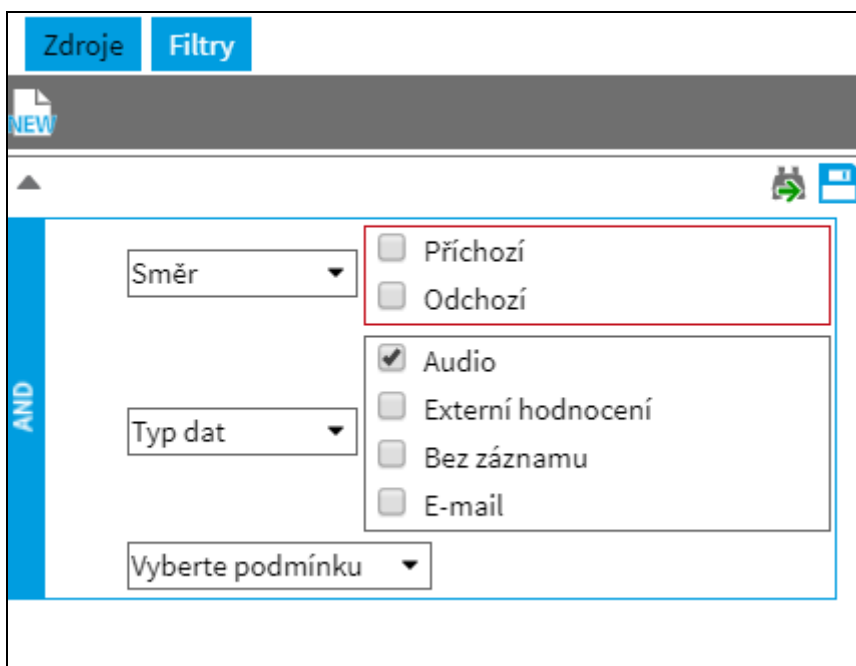 Zdroje Filtry
NEW
Směr
Příchozí
Odchozí
AND
Typ dat
Audio
Externí hodnocení
Bez záznamu
E-mail
Vyberte podmínku